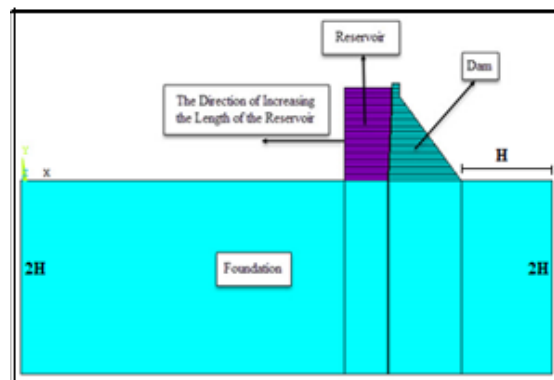 Reservoir
Dam
The Direction of Increasing
the Length of the Reservoir
H
Y
X
2H
Foundation
2H